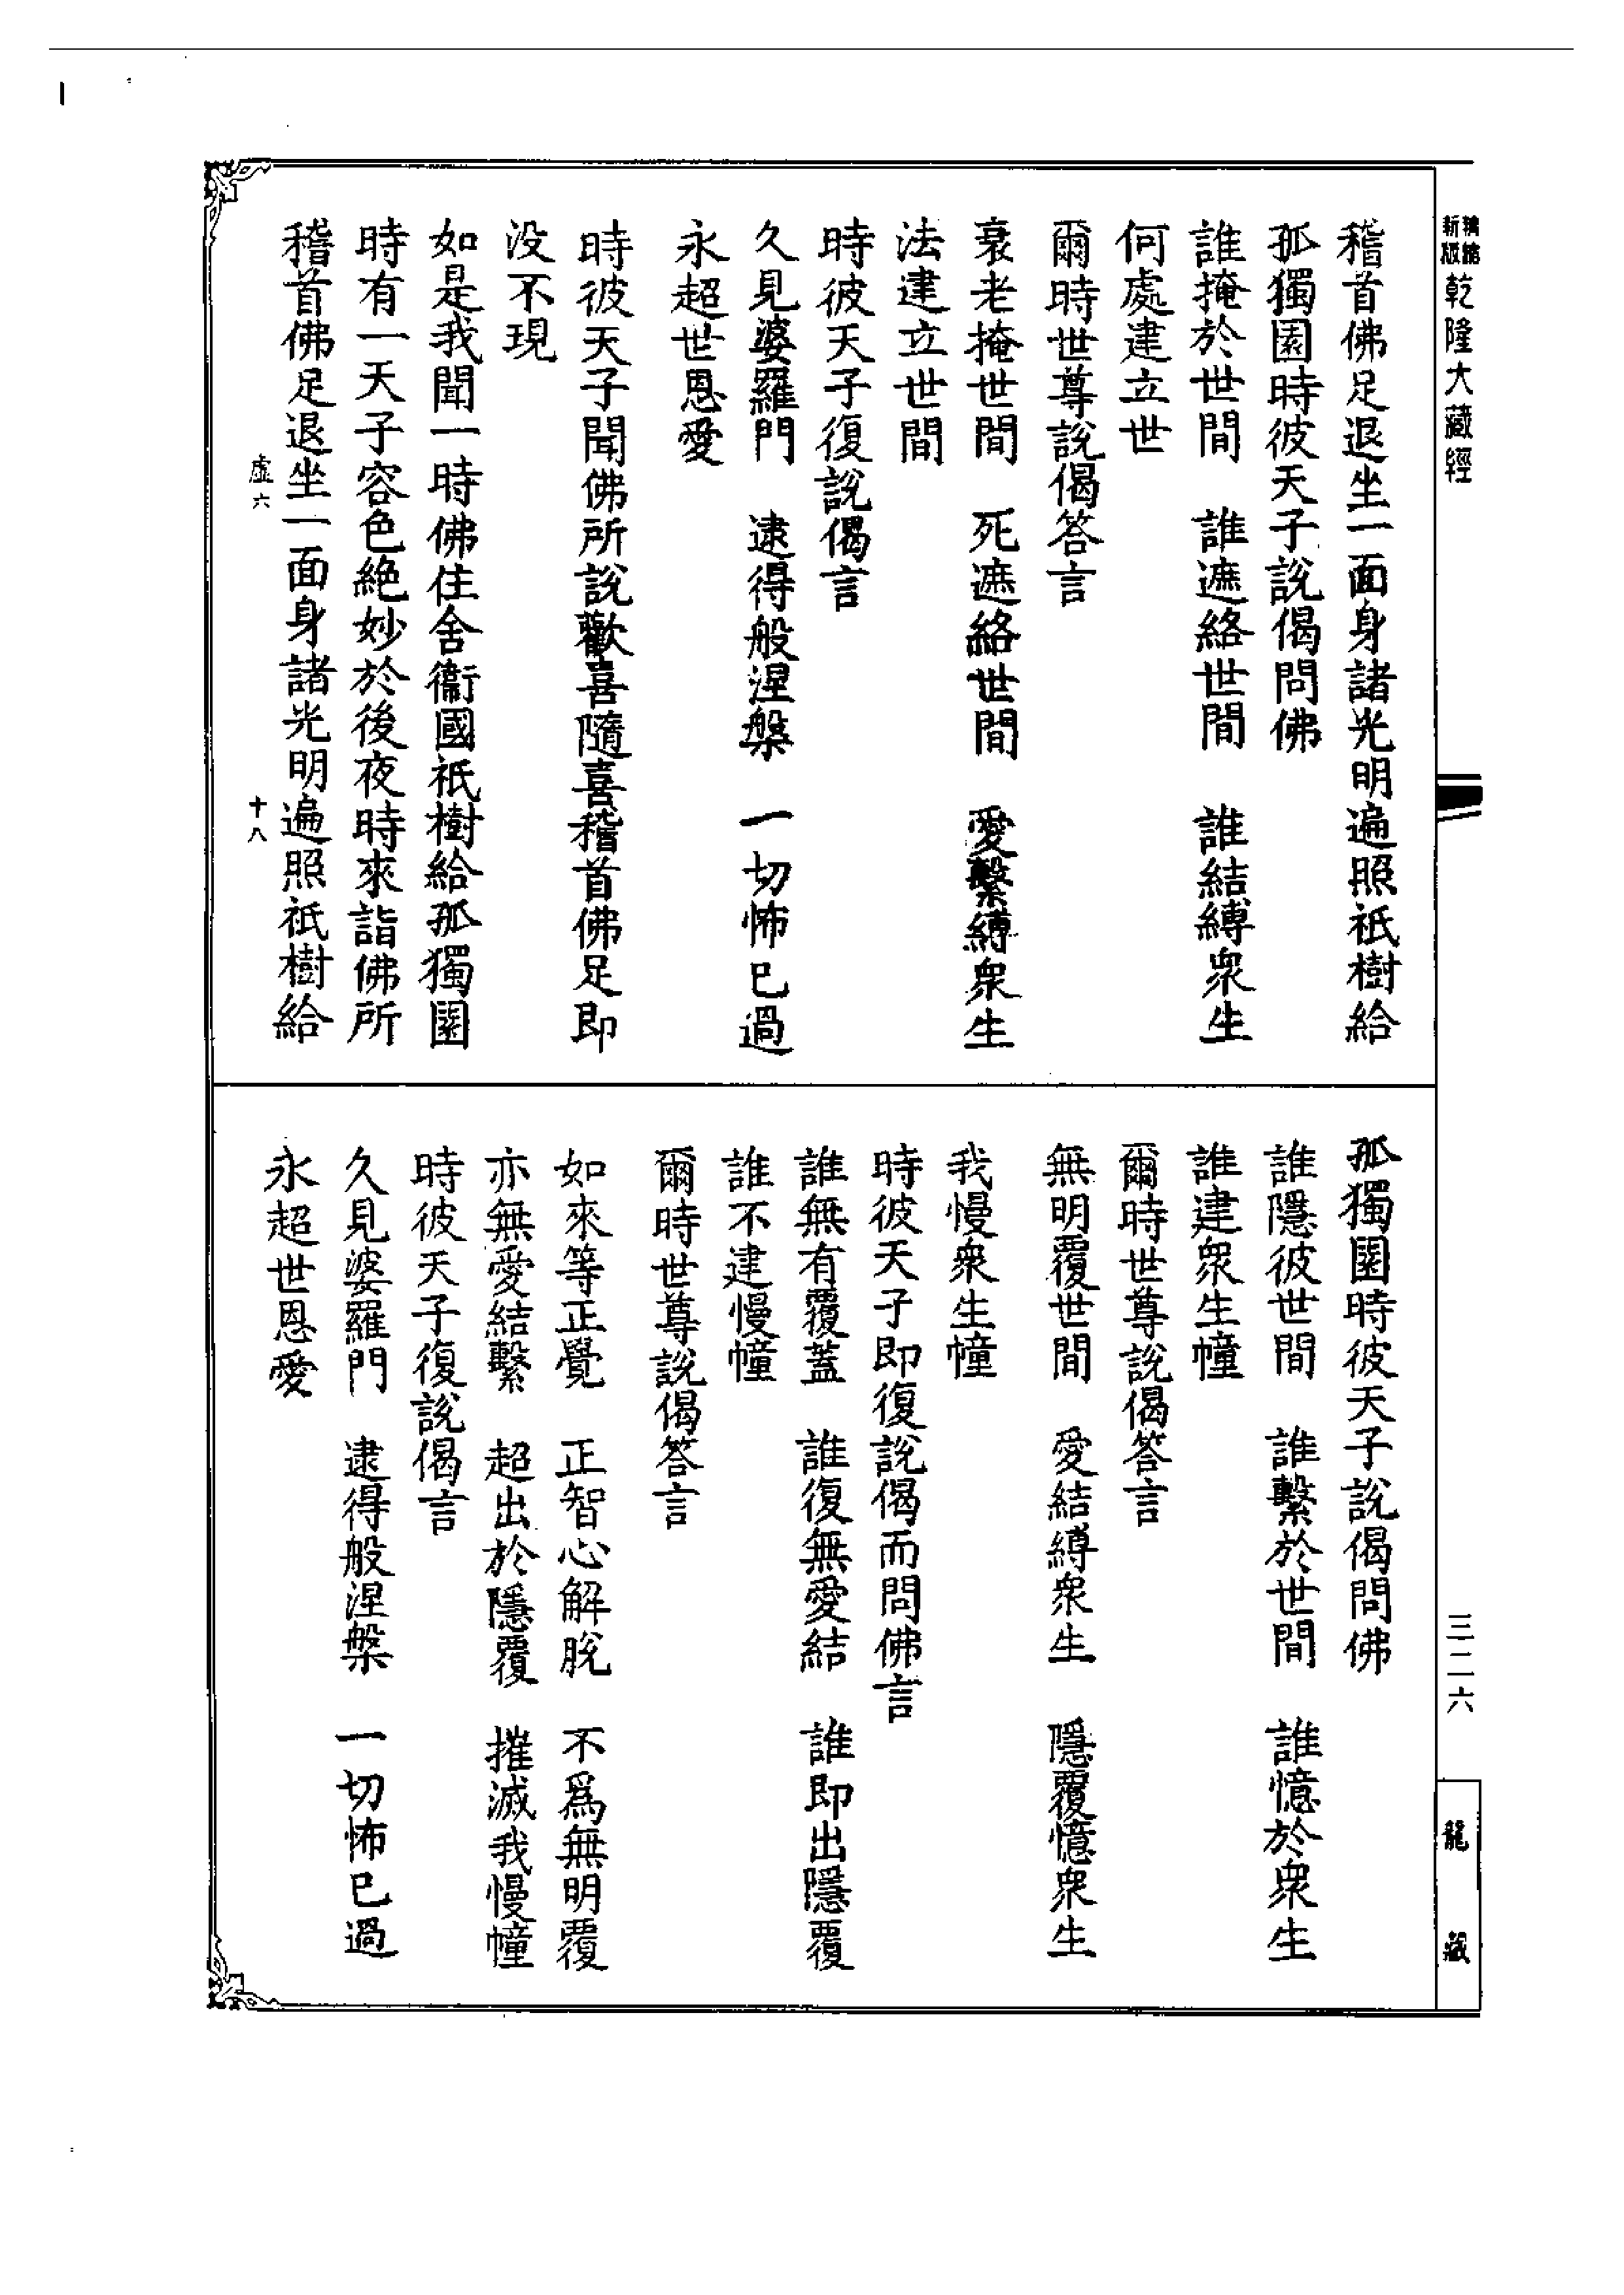 新版
精縮
乾隆大藏經
稽首佛足退坐一面身諸光明遍照祇樹給
孤獨園時彼天子說偈問佛
誰掩於世間　誰遮絡世間　誰結縛衆生
何處建立世
爾時世尊說偈答言
衰老掩世間　死遮絡世間　愛繫縛衆生
法建立世間
時彼天子復說偈言
久見婆羅門　逮得般涅槃　一切怖已過
永超世恩愛
時彼天子聞佛所說歡喜隨喜稽首佛足即
没不現
如是我聞一時佛住舍衞國祇樹給孤獨園
時有一天子容色絶妙於後夜時來詣佛所
稽首佛足退坐一面身諸光明遍照祇樹給
虛六　十八
孤獨園時彼天子說偈問佛
誰隱彼世間　誰繫於世間　誰憶於衆生
誰建衆生幢
爾時世尊說偈答言
無明覆世間　愛結縛衆生　隱覆憶衆生
我慢衆生幢
時彼天子即復說偈而問佛言
誰無有覆蓋　誰復無愛結　誰即出隱覆
誰不建慢幢
爾時世尊說偈答言
如來等正覺　正智心解脫　不爲無明覆
亦無愛結繫　超出於隱覆　摧滅我慢幢
時彼天子復說偈言
久見婆羅門　逮得般涅槃　一切怖已過
永超世恩愛
三二六
龍藏